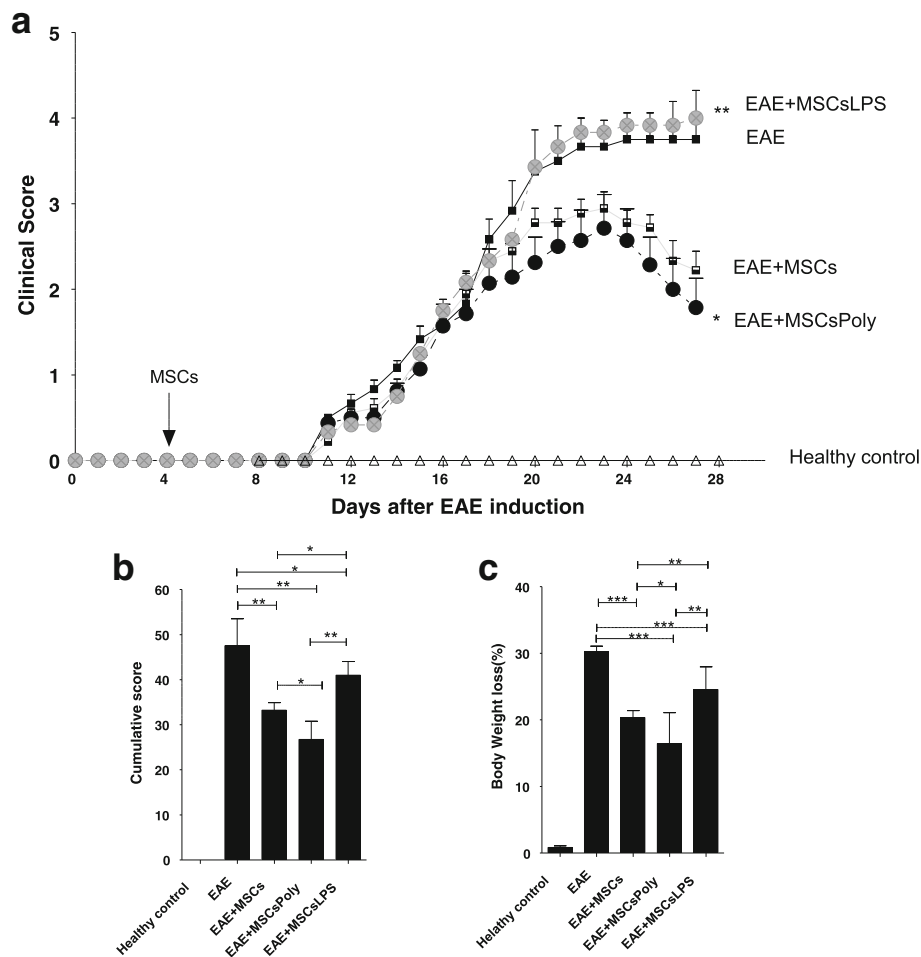 a
5
4
3
2
1
0
Clinical Score
MSCs
** EAE+MSCsLPS
EAE
EAE+MSCs
* EAE+MSCsPoly
Healthy control
0 4 8 12 16 20 24 28
Days after EAE induction
b
60
50
40
30
20
10
0
Cumulative score
*
*
**
**
**
*
Healthy control
EAE
EAE+MSCs
EAE+MSCsPoly
EAE+MSCsLPS
c
40
30
20
10
0
Body Weight loss(%)
**
*
***
**
***
***
Helathy control
EAE
EAE+MSCs
EAE+MSCsPoly
EAE+MSCsLPS